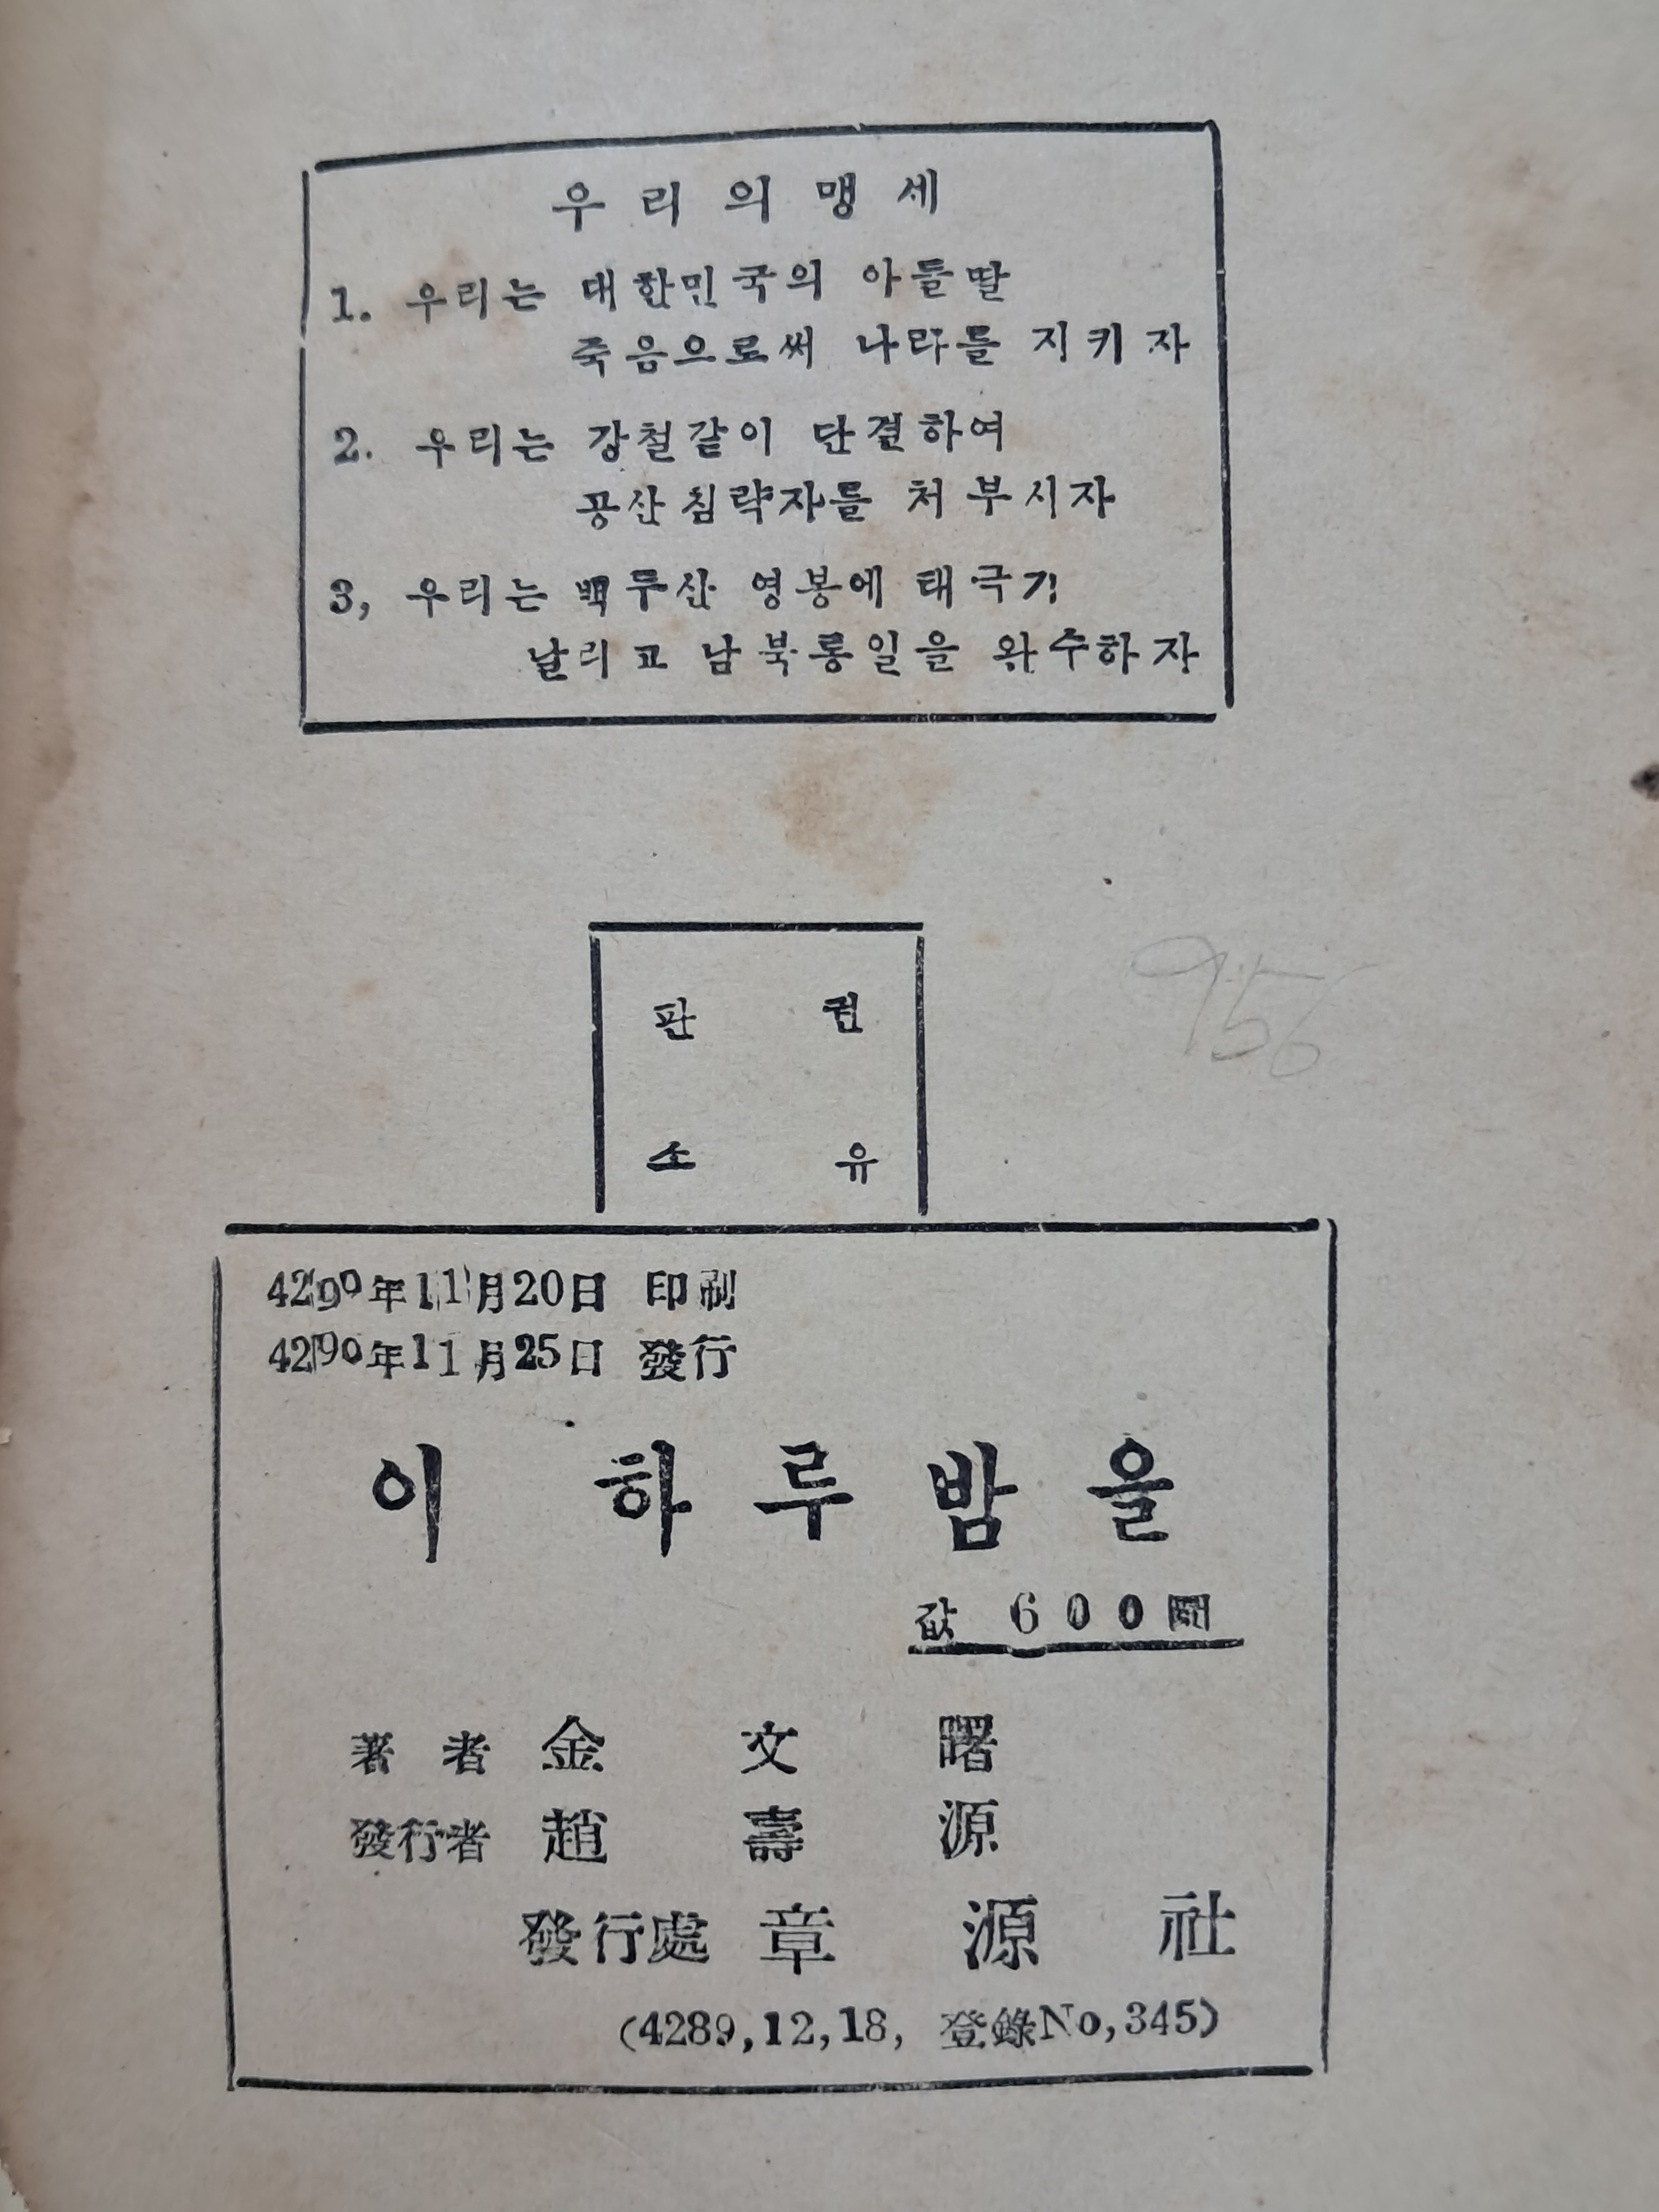 우리의 맹세
1. 우리는 대한민국의 아들딸
죽음으로써 나라를 지키자
2. 우리는 강철같이 단결하여
공산침략자를 처부시자
3, 우리는 백두산 영봉에 태극기
날리고 남북통일을 완수하자
판 권
956
소 유
4290年11月20日 印刷
4290年11月25日 發行
이 하루밤을
값 600圜
著者 金文曙
發行者 趙壽源
發行處 章源社
(4289,12,18, 登錄No,345)